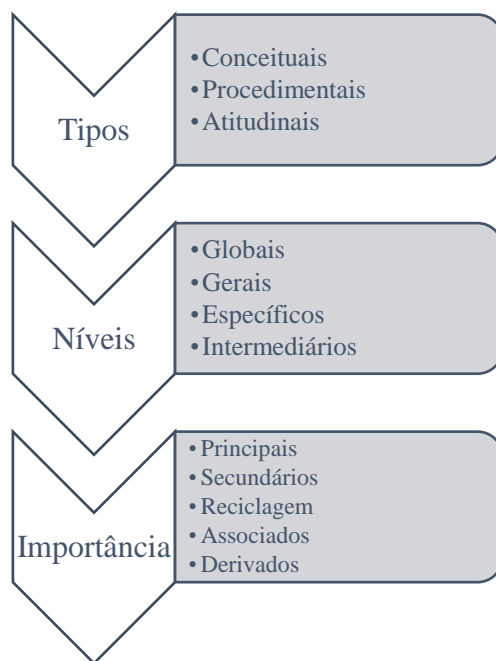 Tipos
• Conceituais
• Procedimentais
• Atitudinais
Níveis
• Globais
• Gerais
• Específicos
• Intermediários
Importância
• Principais
• Secundários
• Reciclagem
• Associados
• Derivados